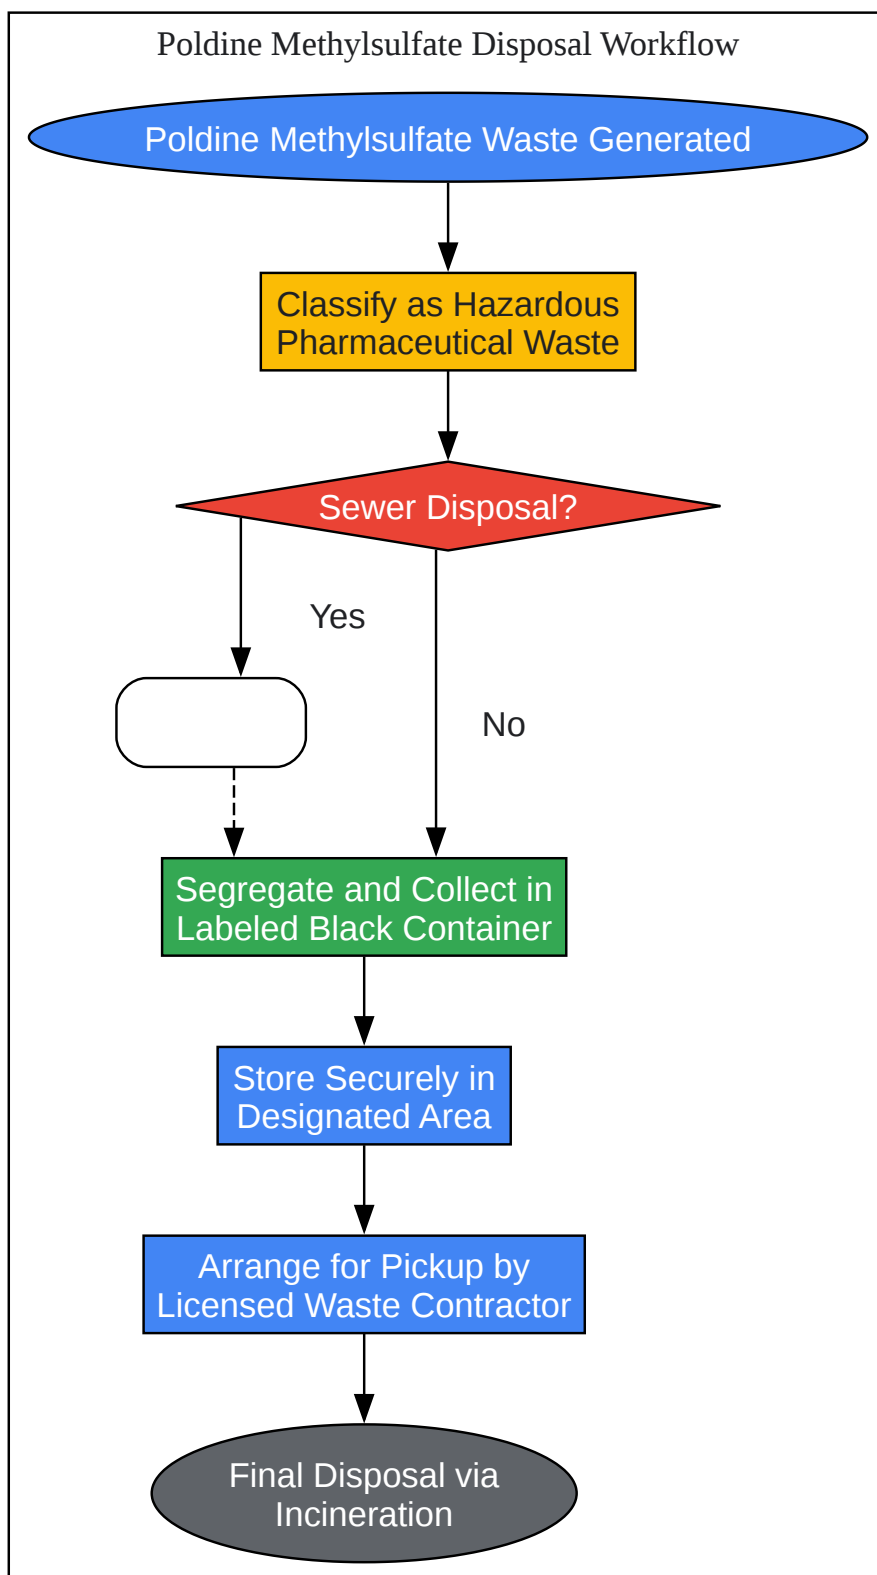 Poldine Methylsulfate Disposal Workflow
Poldine Methylsulfate Waste Generated
Classify as Hazardous
Pharmaceutical Waste
Sewer Disposal?
Yes
No
Segregate and Collect in
Labeled Black Container
Store Securely in
Designated Area
Arrange for Pickup by
Licensed Waste Contractor
Final Disposal via
Incineration